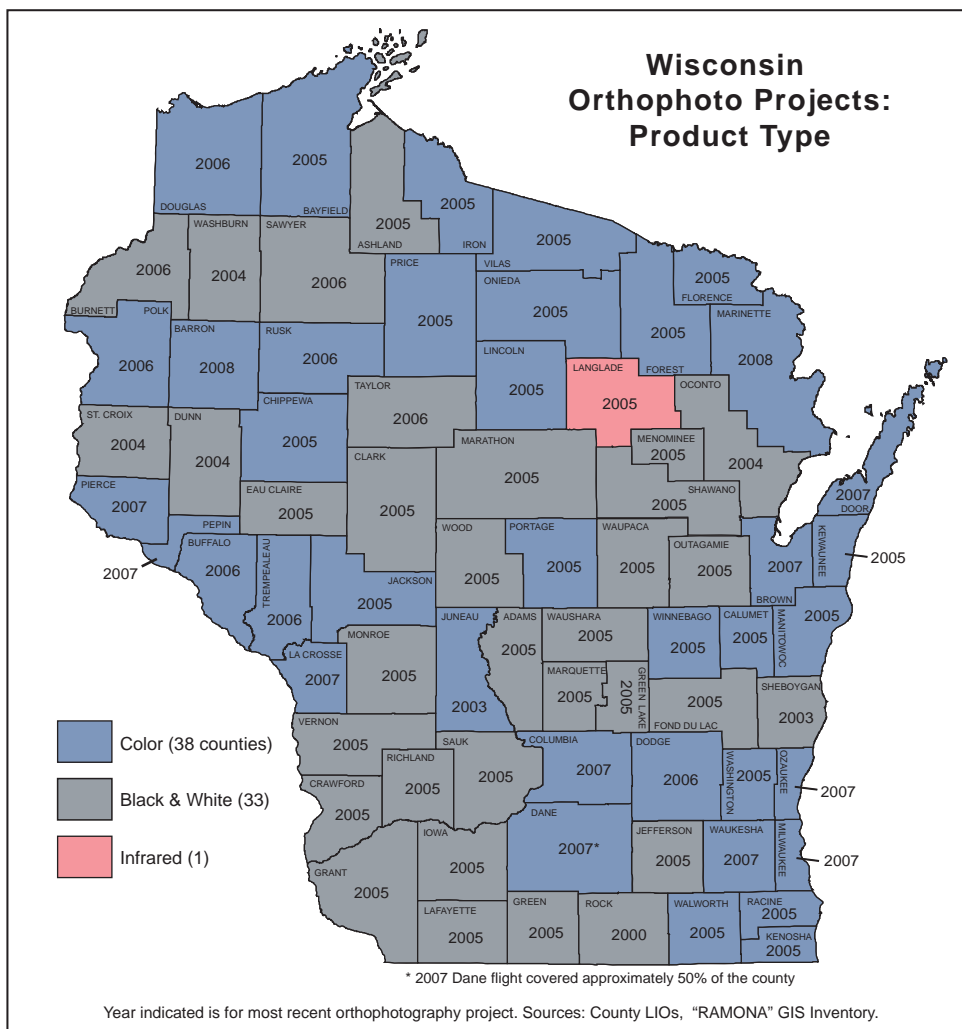 Wisconsin
Orthophoto Projects:
Product Type
2006
DOUGLAS
2005
BAYFIELD
2005
ASHLAND
2005
IRON
2005
VILAS
2005
FLORENCE
WASHBURN
2004
SAWYER
2006
2006
BURNETT
PRICE
2005
ONIEDA
2005
2005
FOREST
MARINETTE
2008
POLK
2006
BARRON
2008
RUSK
2006
LINCOLN
2005
LANGLADE
2005
OCONTO
2004
TAYLOR
2006
CHIPPEWA
2005
ST. CROIX
2004
DUNN
2004
MARATHON
2005
MENOMINEE
2005
CLARK
2005
2005
SHAWANO
PIERCE
2007
EAU CLAIRE
2005
2007
DOOR
PEPIN
2007
BUFFALO
2006
TREMPEALEAU
2006
JACKSON
2005
WOOD
2005
PORTAGE
2005
WAUPACA
2005
OUTAGAMIE
2005
2007
BROWN
KEWAUNEE
2005
LA CROSSE
2007
MONROE
2005
JUNEAU
2003
ADAMS
2005
WAUSHARA
2005
WINNEBAGO
2005
CALUMET
2005
MANITOWOC
2005
MARQUETTE
2005
GREEN LAKE
2005
2005
FOND DU LAC
SHEBOYGAN
2003
VERNON
2005
RICHLAND
2005
SAUK
2005
COLUMBIA
2007
DODGE
2006
WASHINGTON
2005
OZAUKEE
2007
CRAWFORD
2005
IOWA
2005
DANE
2007*
JEFFERSON
2005
WAUKESHA
2007
MILWAUKEE
2007
GRANT
2005
LAFAYETTE
2005
GREEN
2005
ROCK
2000
WALWORTH
2005
RACINE
2005
KENOSHA
2005
Color (38 counties)
Black & White (33)
Infrared (1)
* 2007 Dane flight covered approximately 50% of the county
Year indicated is for most recent orthophotography project. Sources: County LIOs, “RAMONA” GIS Inventory.